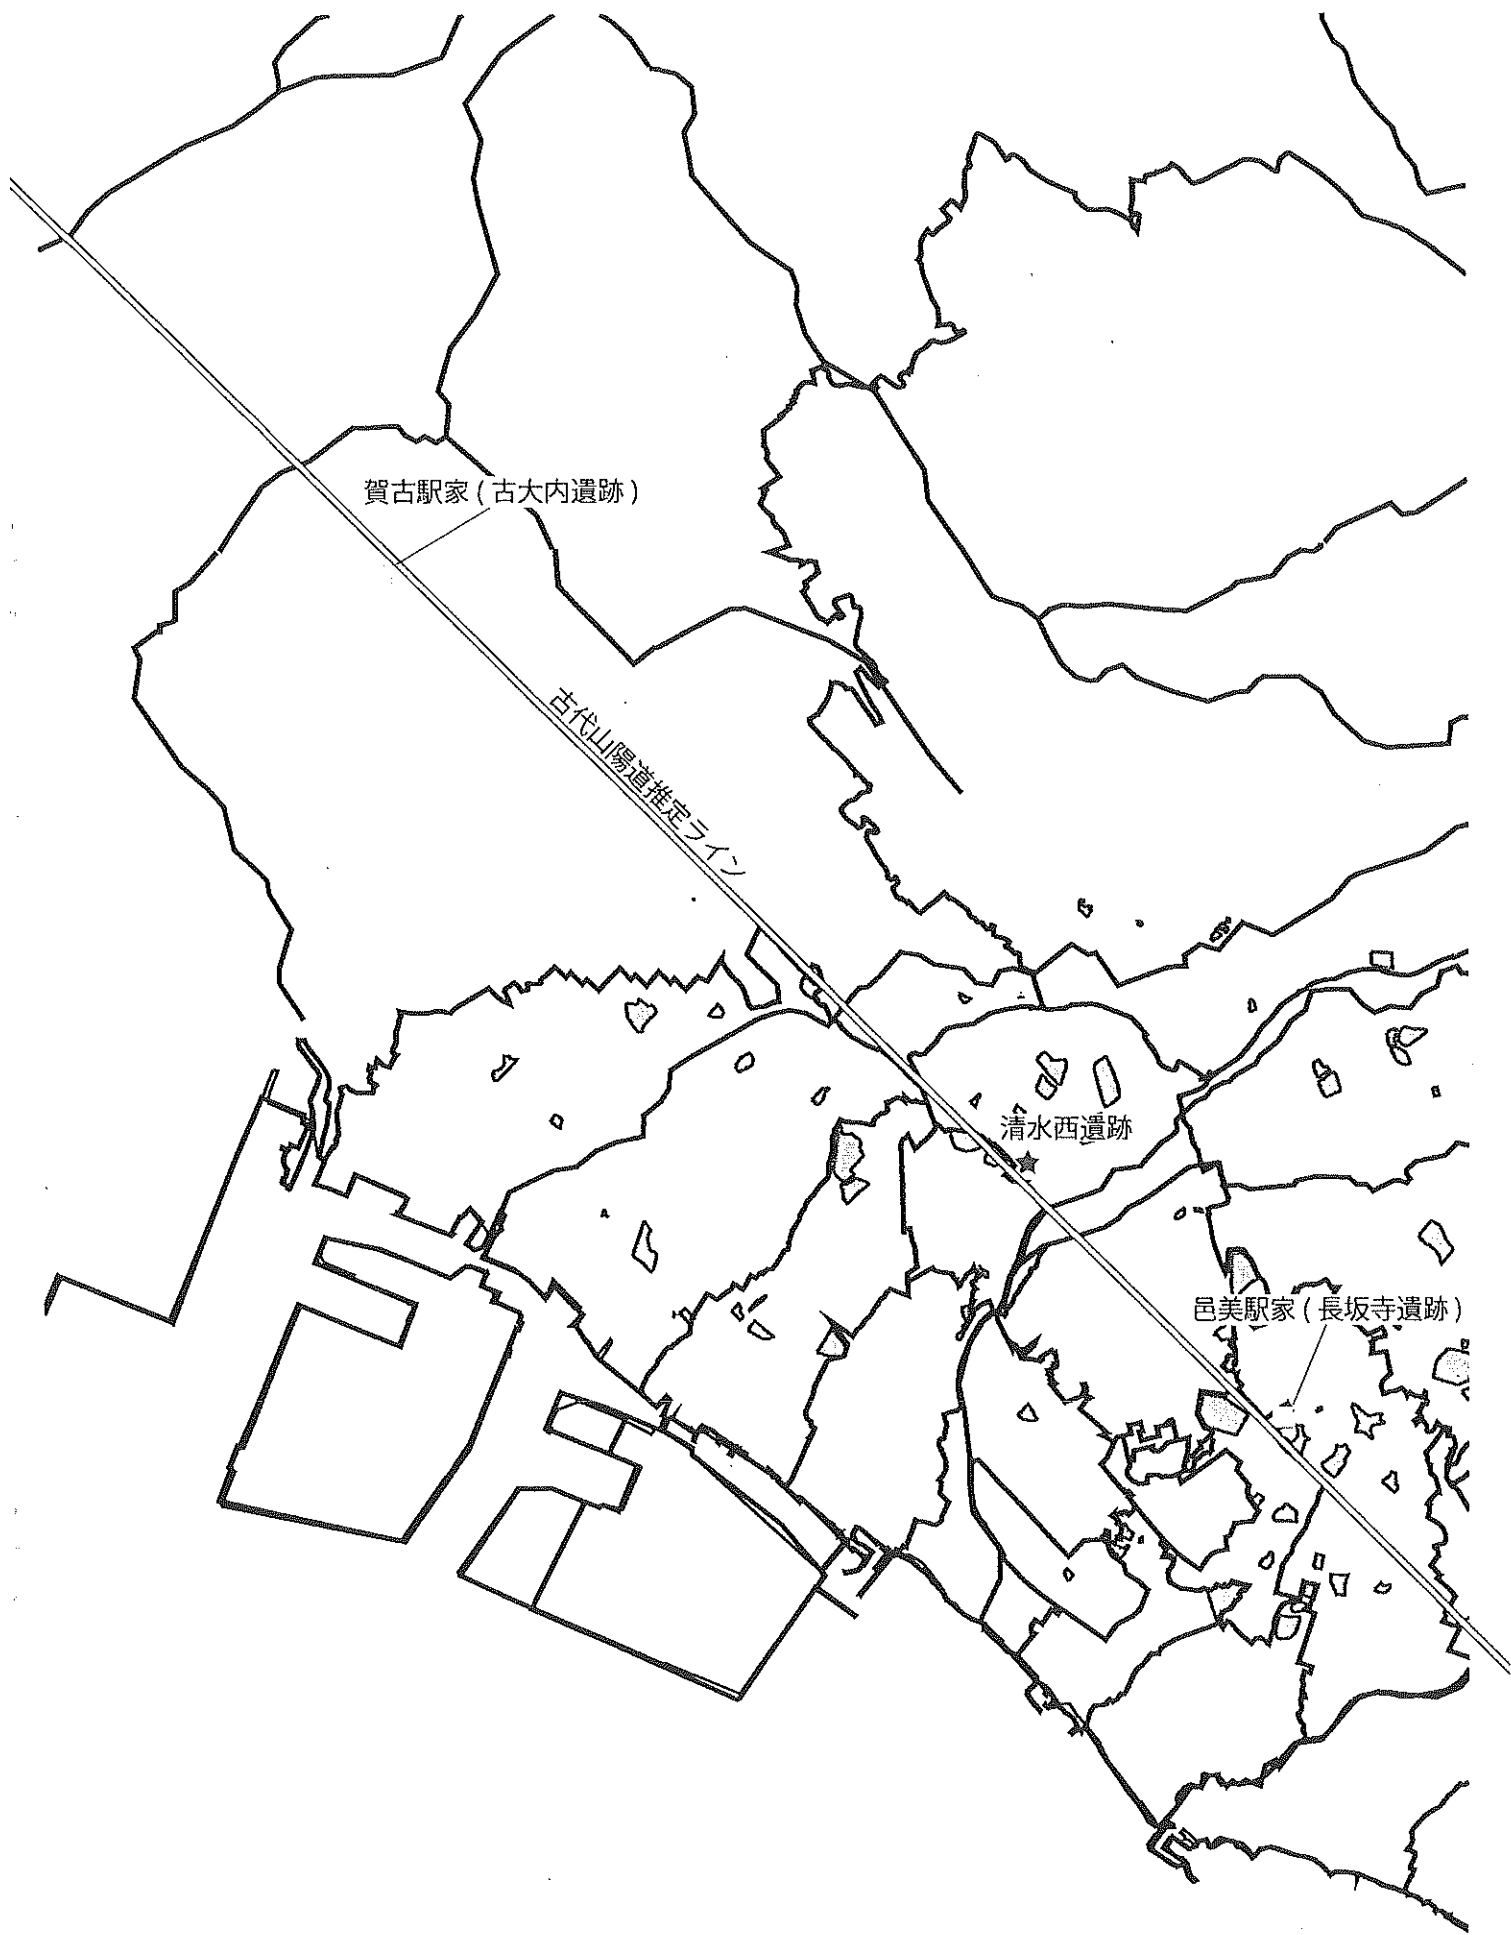 賀古駅家 ( 古大内遺跡 )
古代山陽道推定ライン
清水西遺跡
邑美駅家 ( 長坂寺遺跡 )